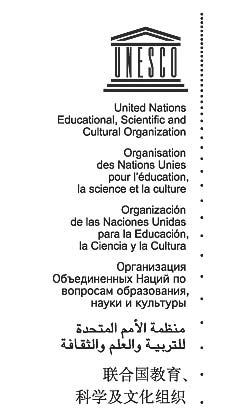 UNESCO
United Nations
Educational, Scientific and
Cultural Organization
Organisation
des Nations Unies
pour l'éducation,
la science et la culture
Organización
de las Naciones Unidas
para la Educación,
la Ciencia y la Cultura
Организация
Объединенных Наций по
вопросам образования,
науки и культуры
منظمة الأمم المتحدة
للتربية والعلم والثقافة
联合国教育、
科学及文化组织